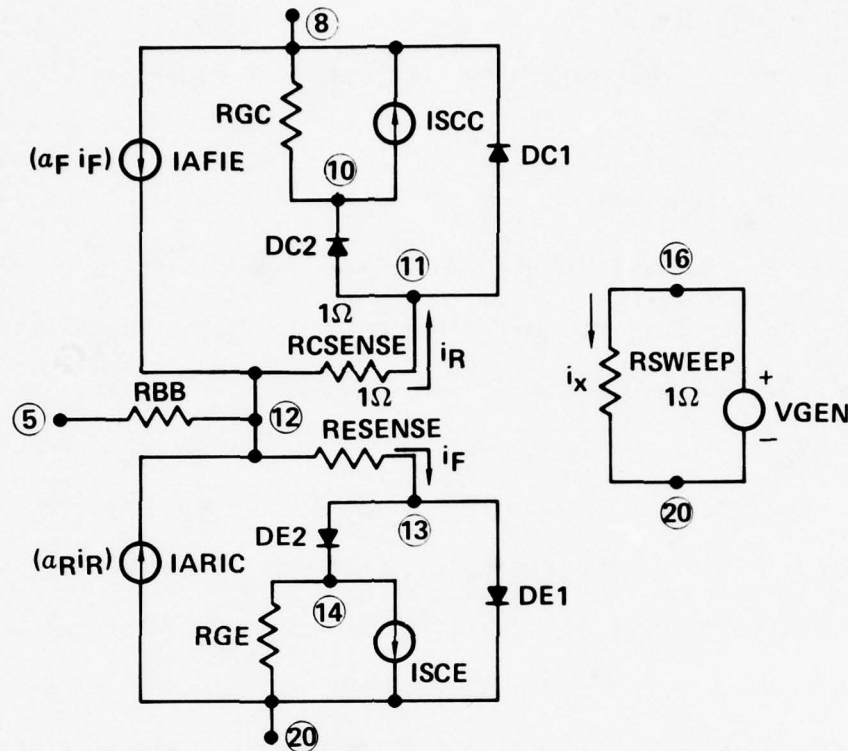 8
RGC
ISCC
(αF iF)
IAFIE
DC1
10
DC2
11
1Ω
RCSENSE
iR
16
RBB
1Ω
5
12
RESENSE
iF
ix
RSWEEP
1Ω
+
VGEN
−
20
13
DE2
(αRiR)
IARIC
14
DE1
RGE
ISCE
20